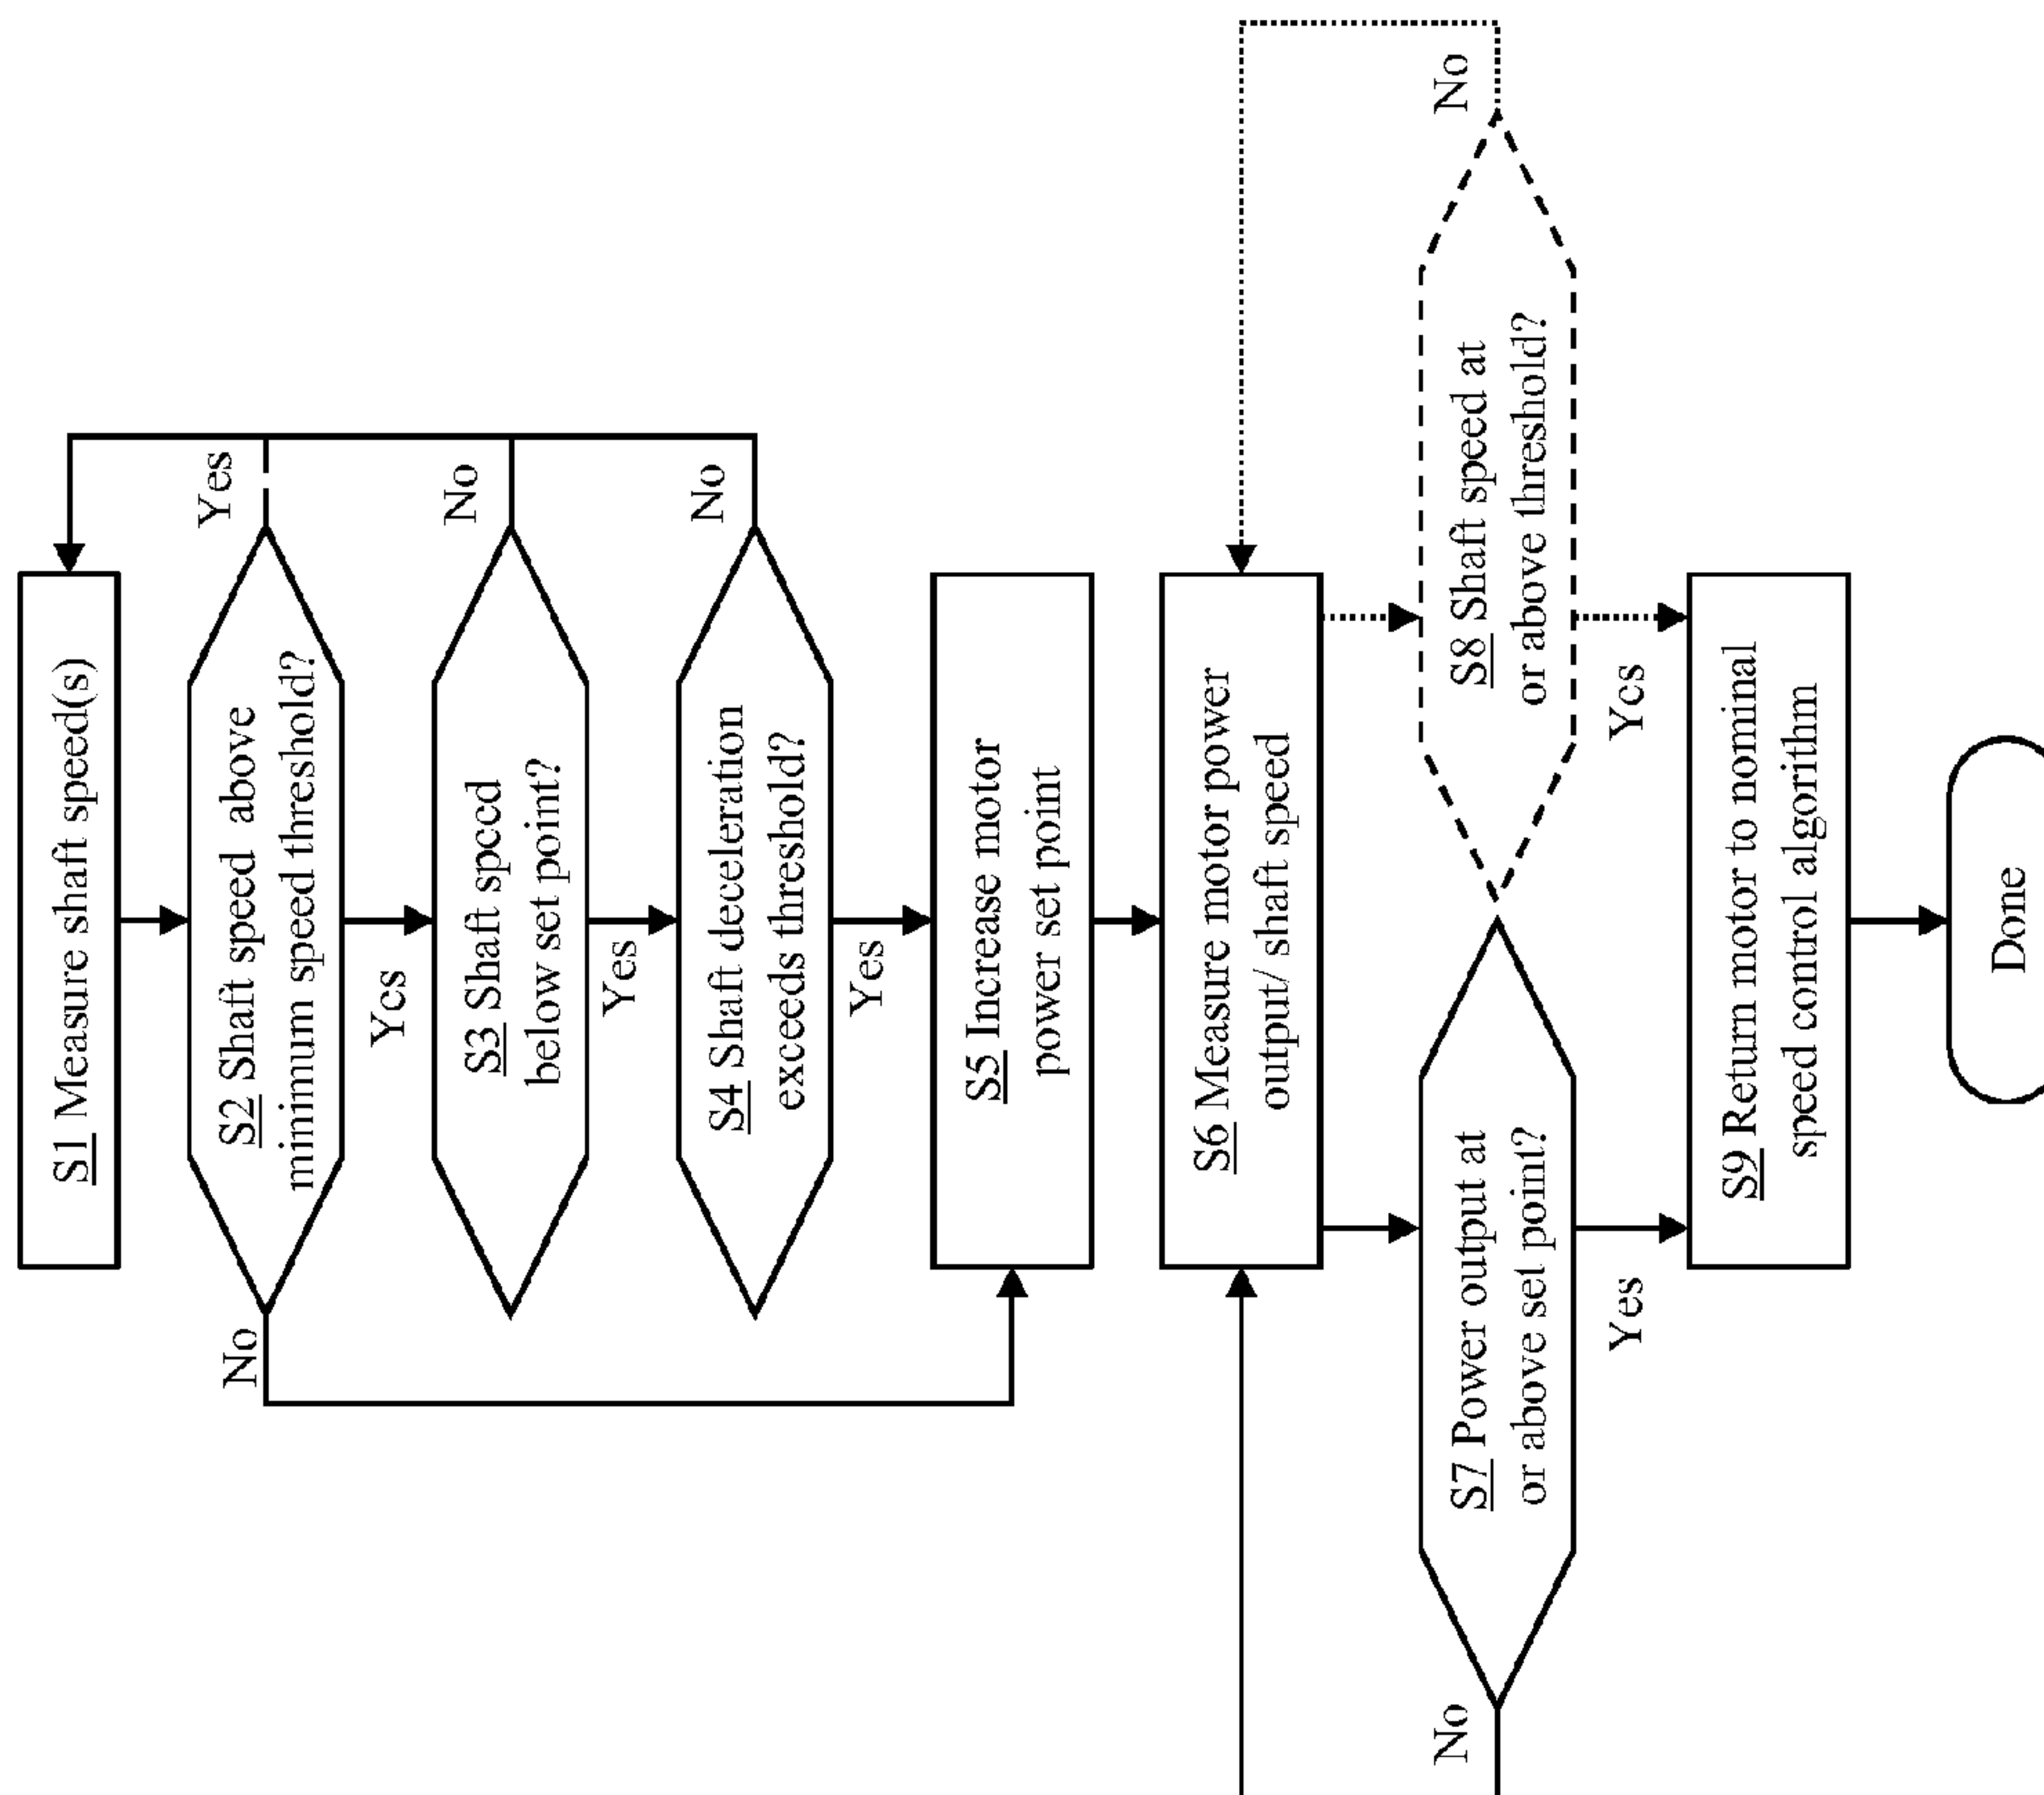 S1 Measure shaft speed(s)
S2 Shaft speed above
minimum speed threshold?
No
Yes
Yes
S3 Shaft speed
below set point?
No
Yes
S4 Shaft deceleration
exceeds threshold?
No
Yes
S5 Increase motor
power set point
S6 Measure motor power
output/ shaft speed
S7 Power output at
or above set point?
No
Yes
S8 Shaft speed at
or above threshold?
No
Yes
S9 Return motor to nominal
speed control algorithm
Done